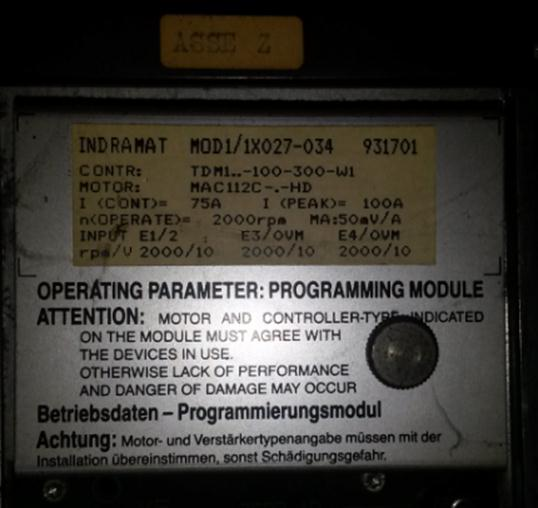 ASSE Z
INDRAMAT MOD1/1X027-034 931701
CONTR: TDM1..-100-300-W1
MOTOR: MAC112C-.-HD
I (CONT)= 75A I (PEAK)= 100A
n(OPERATE)= 2000rpm MA:50mV/A
INPUT E1/2 E3/OVM E4/OVM
rpm/V 2000/10 2000/10 2000/10
OPERATING PARAMETER: PROGRAMMING MODULE
ATTENTION: MOTOR AND CONTROLLER-TYPE INDICATED
ON THE MODULE MUST AGREE WITH
THE DEVICES IN USE.
OTHERWISE LACK OF PERFORMANCE
AND DANGER OF DAMAGE MAY OCCUR
Betriebsdaten – Programmierungsmodul
Achtung: Motor- und Verstärkertypenangabe müssen mit der
Installation übereinstimmen, sonst Schädigungsgefahr.